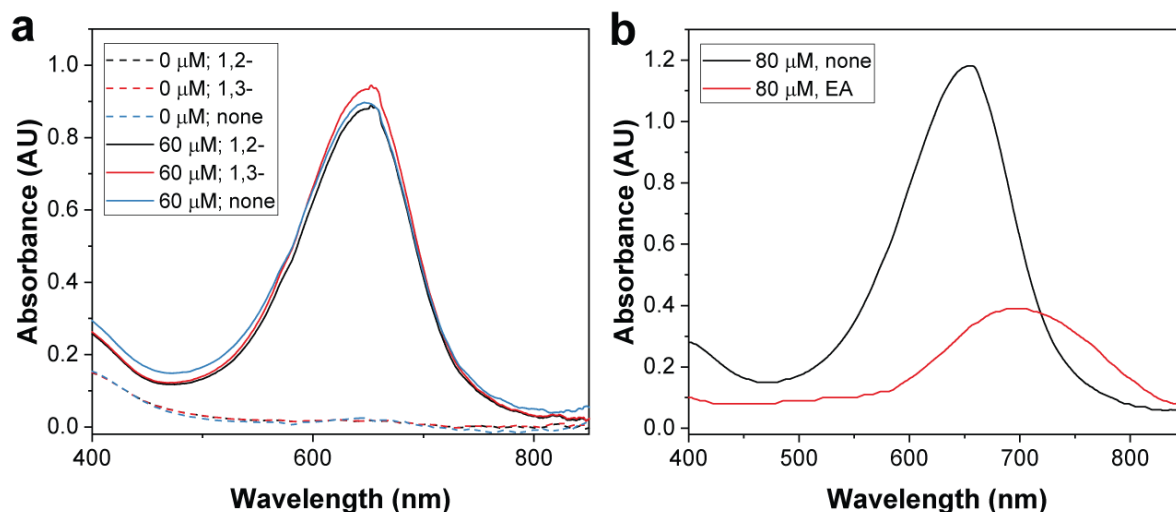 a
0 μM; 1,2-
0 μM; 1,3-
0 μM; none
60 μM; 1,2-
60 μM; 1,3-
60 μM; none
1.0
0.8
0.6
0.4
0.2
0.0
400
600
800
Absorbance (AU)
Wavelength (nm)
b
80 μM, none
80 μM, EA
1.2
1.0
0.8
0.6
0.4
0.2
0.0
400
500
600
700
800
Absorbance (AU)
Wavelength (nm)